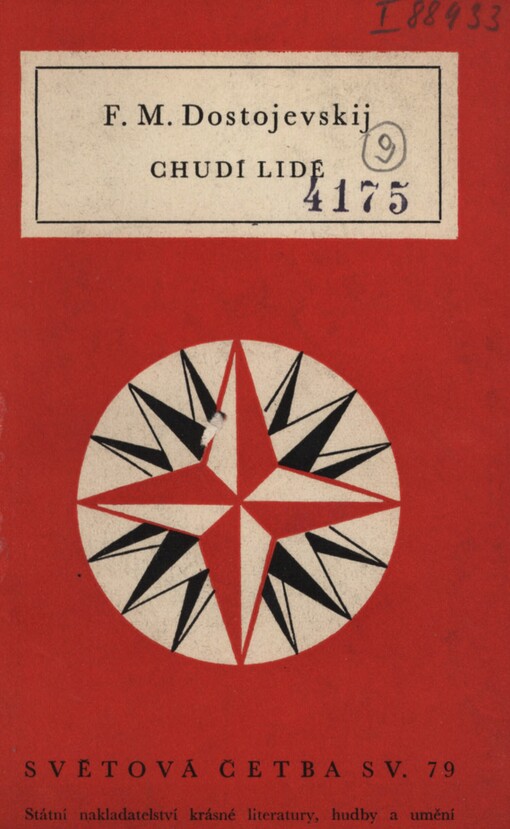 I 88933
F. M. Dostojevskij
CHUDÍ LIDÉ
9
4175
SVĚTOVÁ ČETBA SV. 79
Státní nakladatelství krásné literatury, hudby a umění